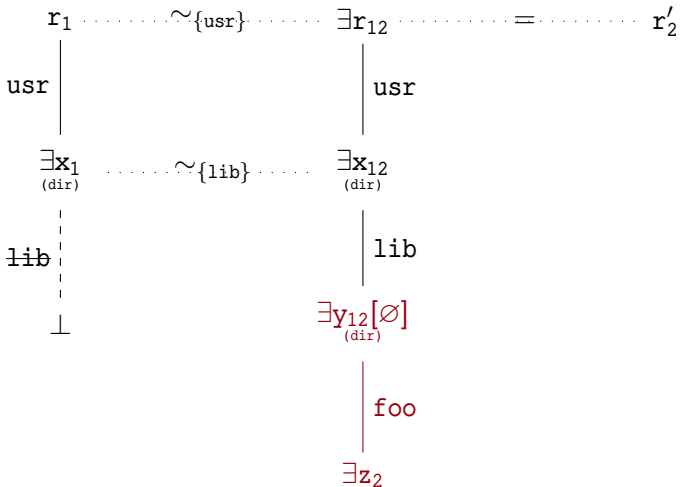 r₁ ∼{usr} ∃r₁₂ = r′₂
usr usr
∃x₁ ∼{lib} ∃x₁₂
(dir) (dir)
lib lib
⊥ ∃y₁₂[∅]
(dir)
foo
∃z₂